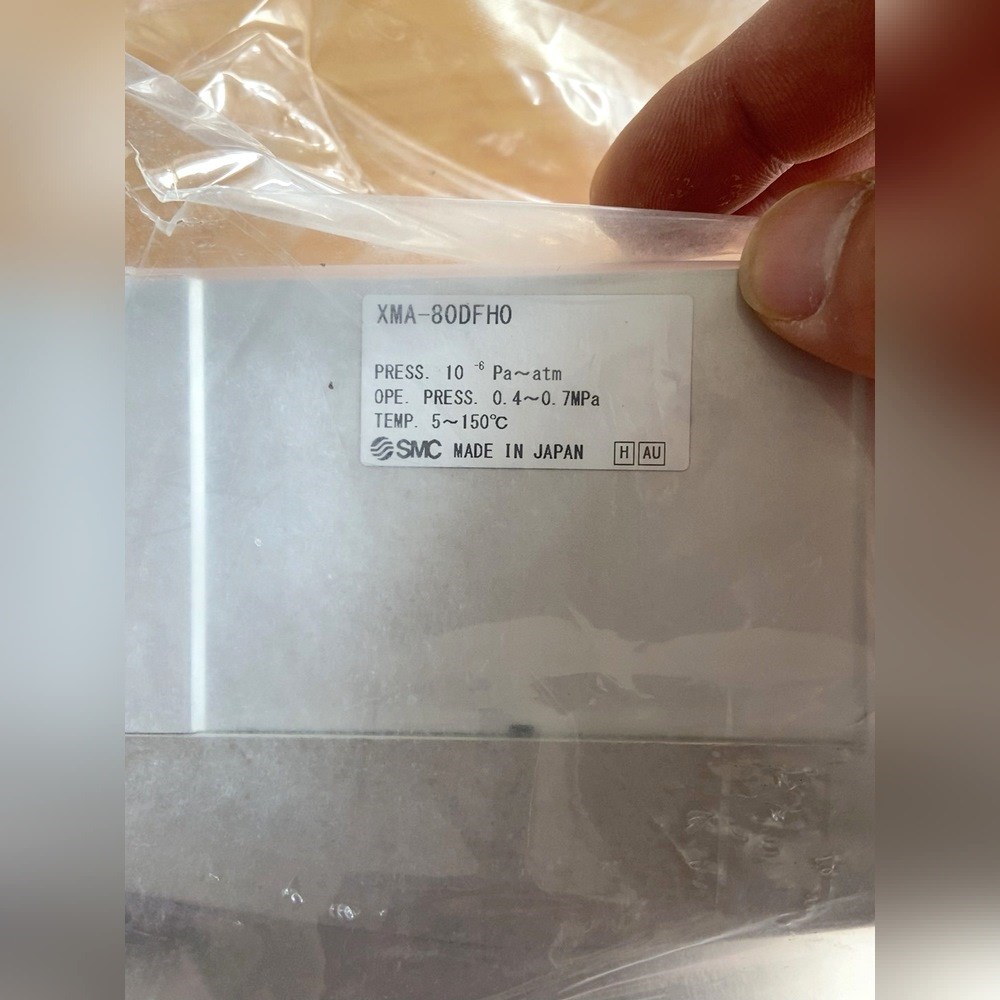 XMA-80DFH0
PRESS. 10⁻⁶ Pa～atm
OPE. PRESS. 0.4～0.7MPa
TEMP. 5～150℃
SMC MADE IN JAPAN H AU